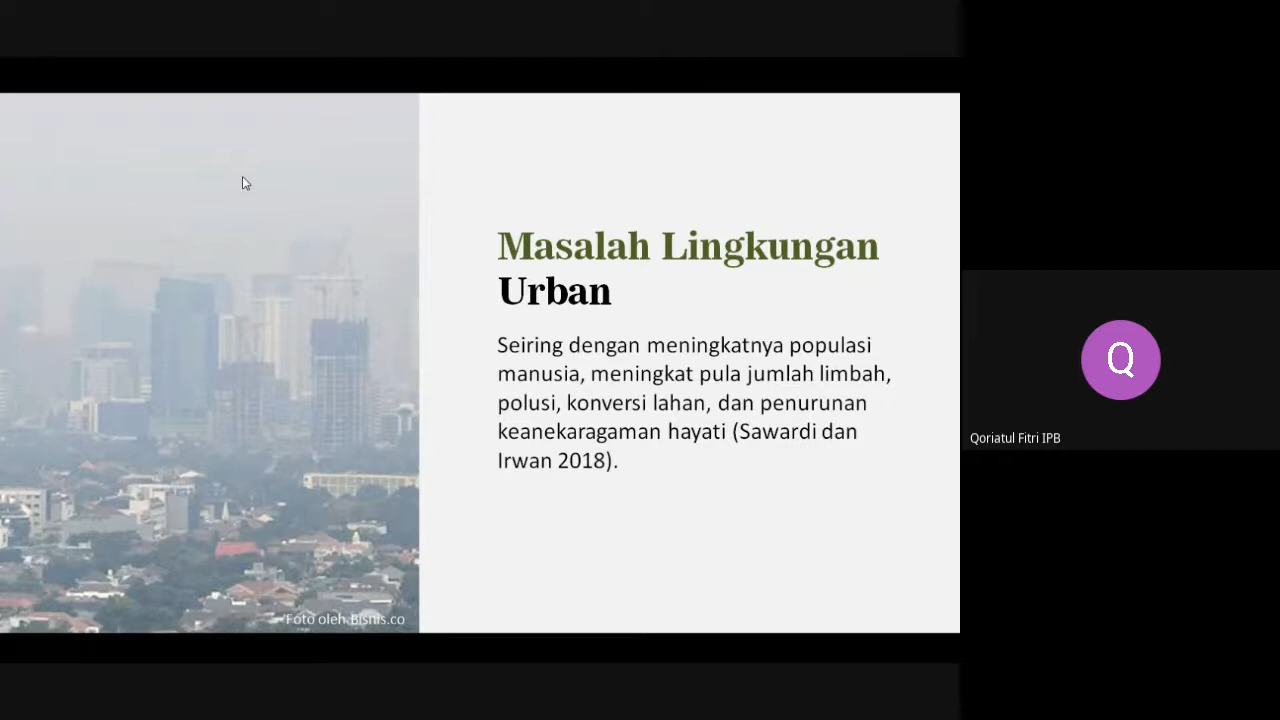 Masalah Lingkungan
Urban
Seiring dengan meningkatnya populasi
manusia, meningkat pula jumlah limbah,
polusi, konversi lahan, dan penurunan
keanekaragaman hayati (Sawardi dan
Irwan 2018).
Foto oleh Bisnis.co
Q
Qoriatul Fitri IPB